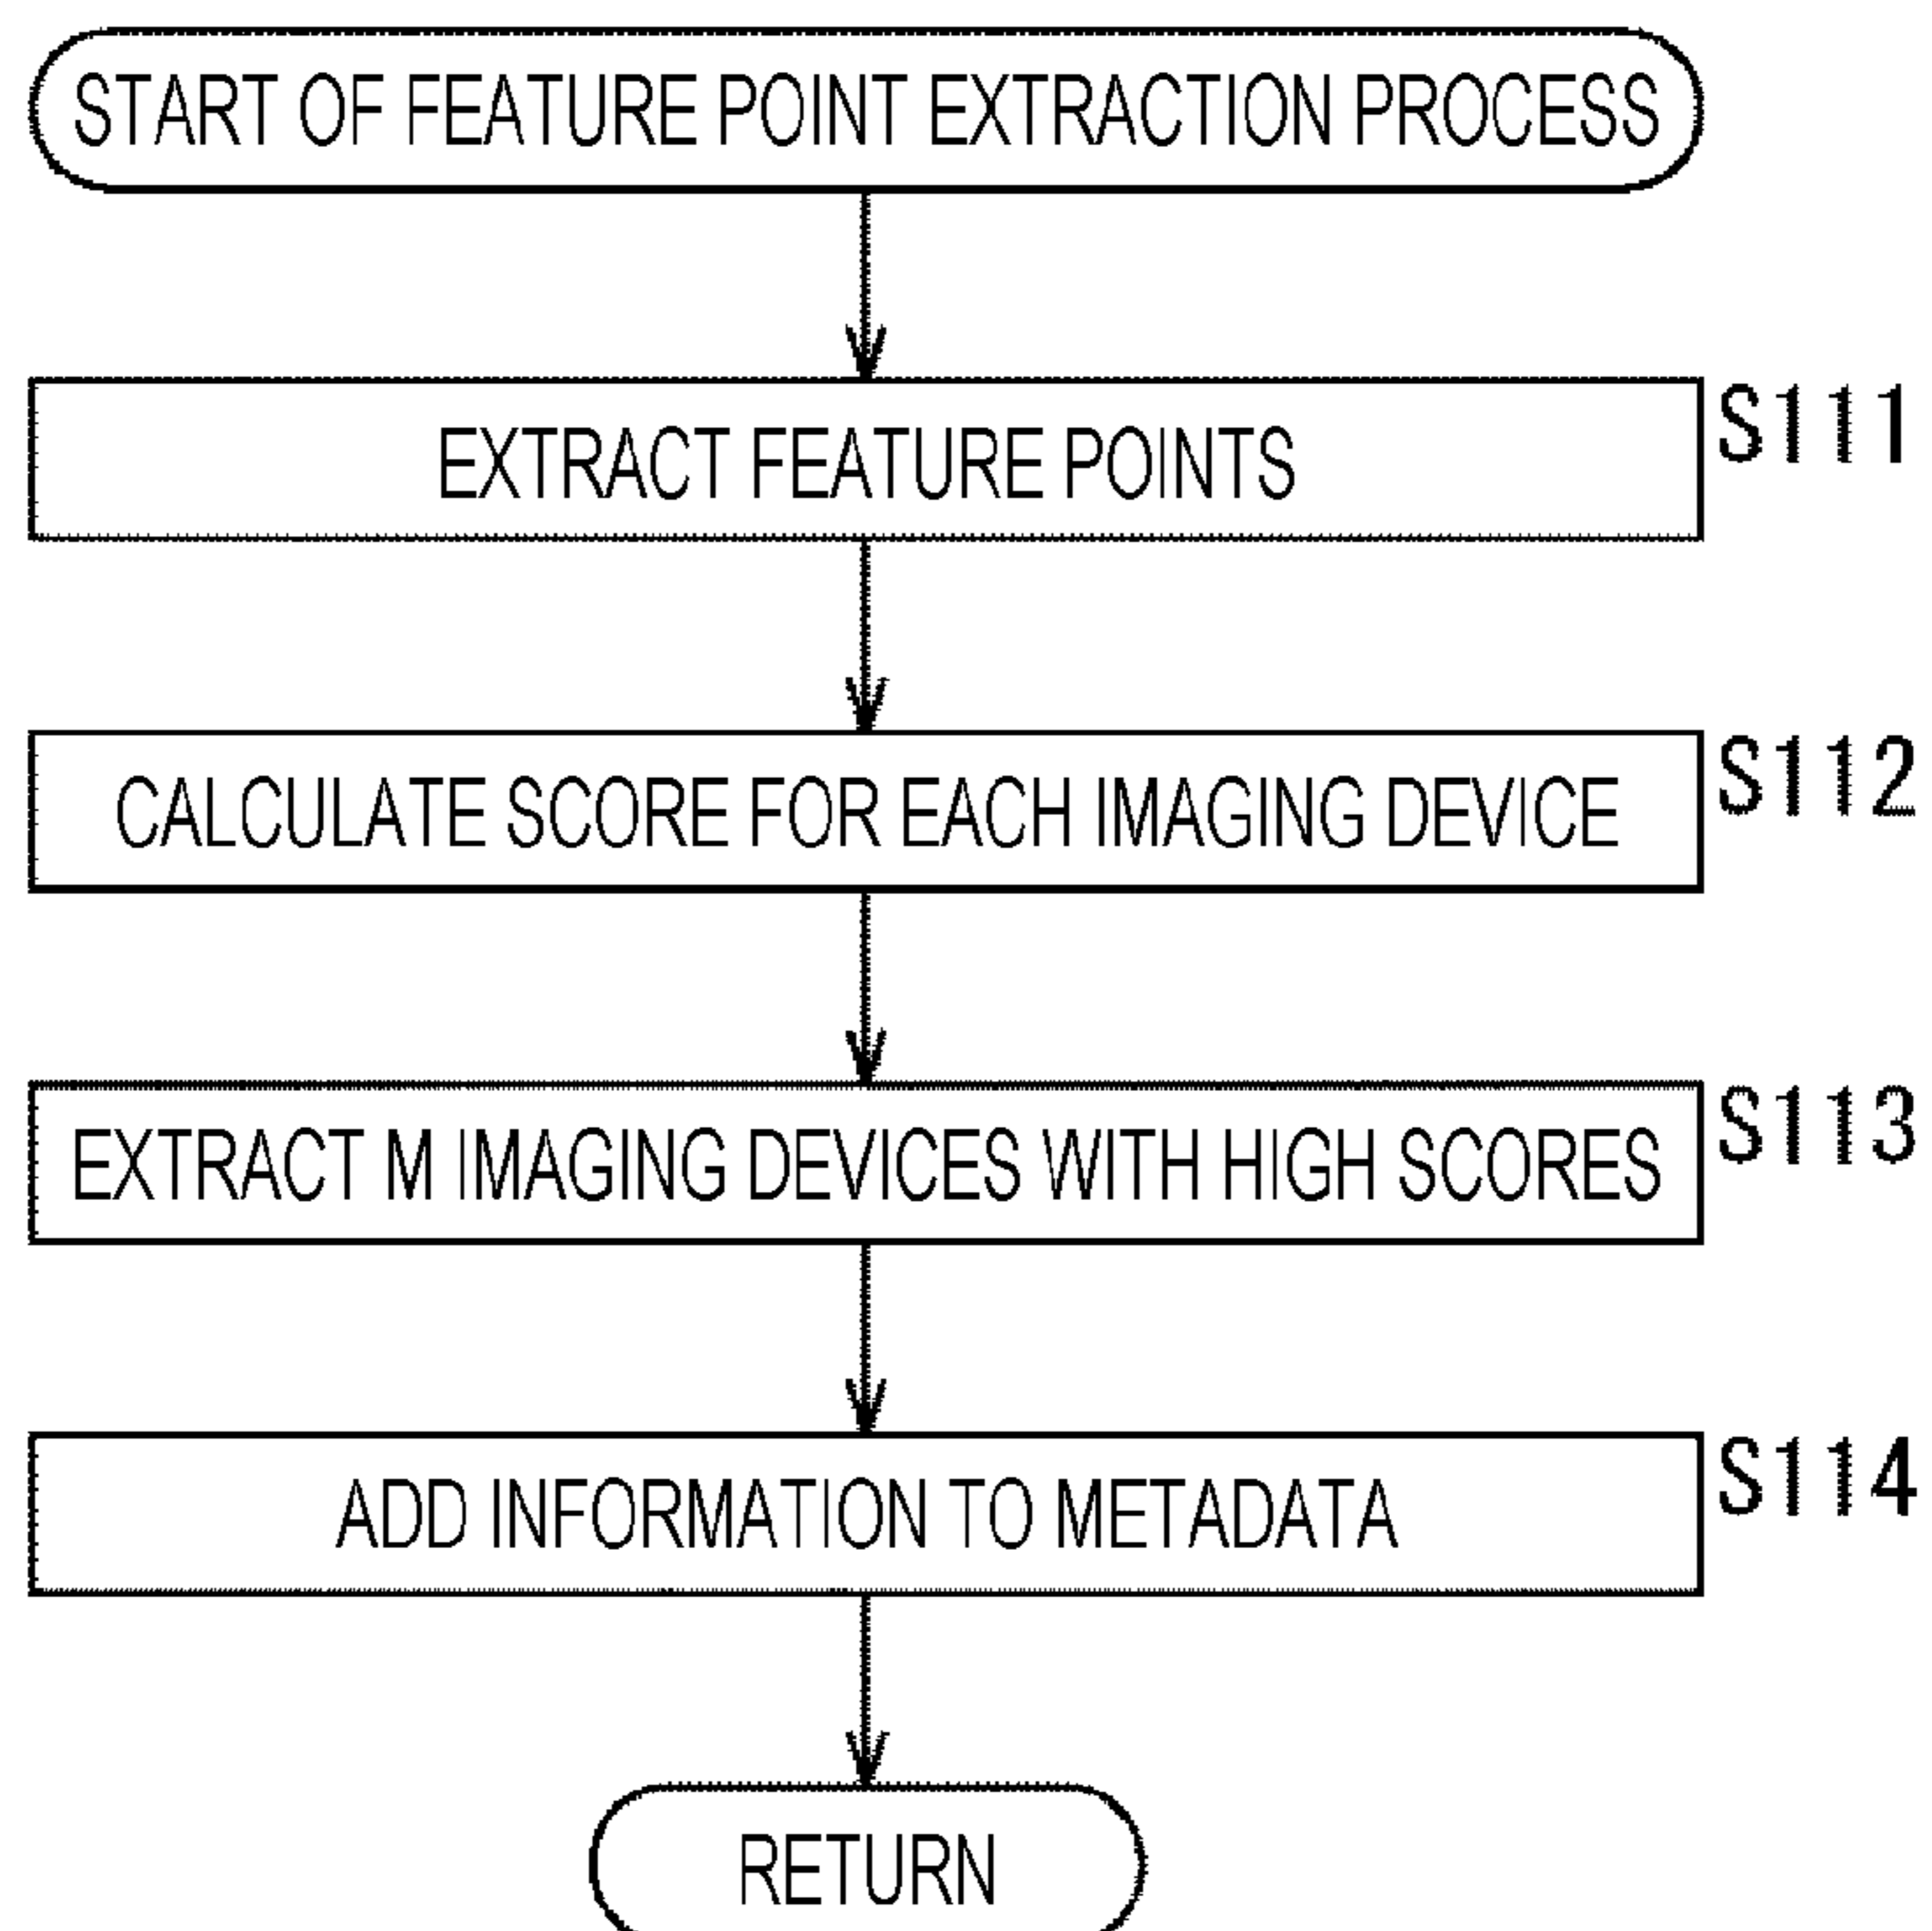 START OF FEATURE POINT EXTRACTION PROCESS
EXTRACT FEATURE POINTS
S111
CALCULATE SCORE FOR EACH IMAGING DEVICE
S112
EXTRACT M IMAGING DEVICES WITH HIGH SCORES
S113
ADD INFORMATION TO METADATA
S114
RETURN